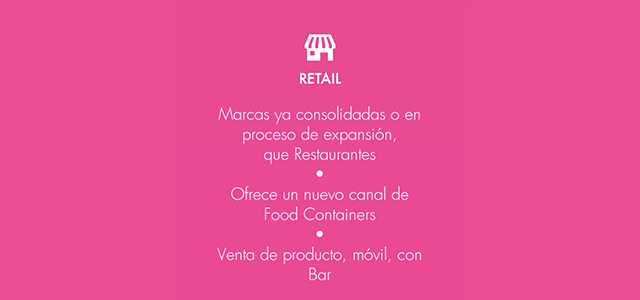 RETAIL
Marcas ya consolidadas o en
proceso de expansión,
que Restaurantes
Ofrece un nuevo canal de
Food Containers
Venta de producto, móvil, con
Bar